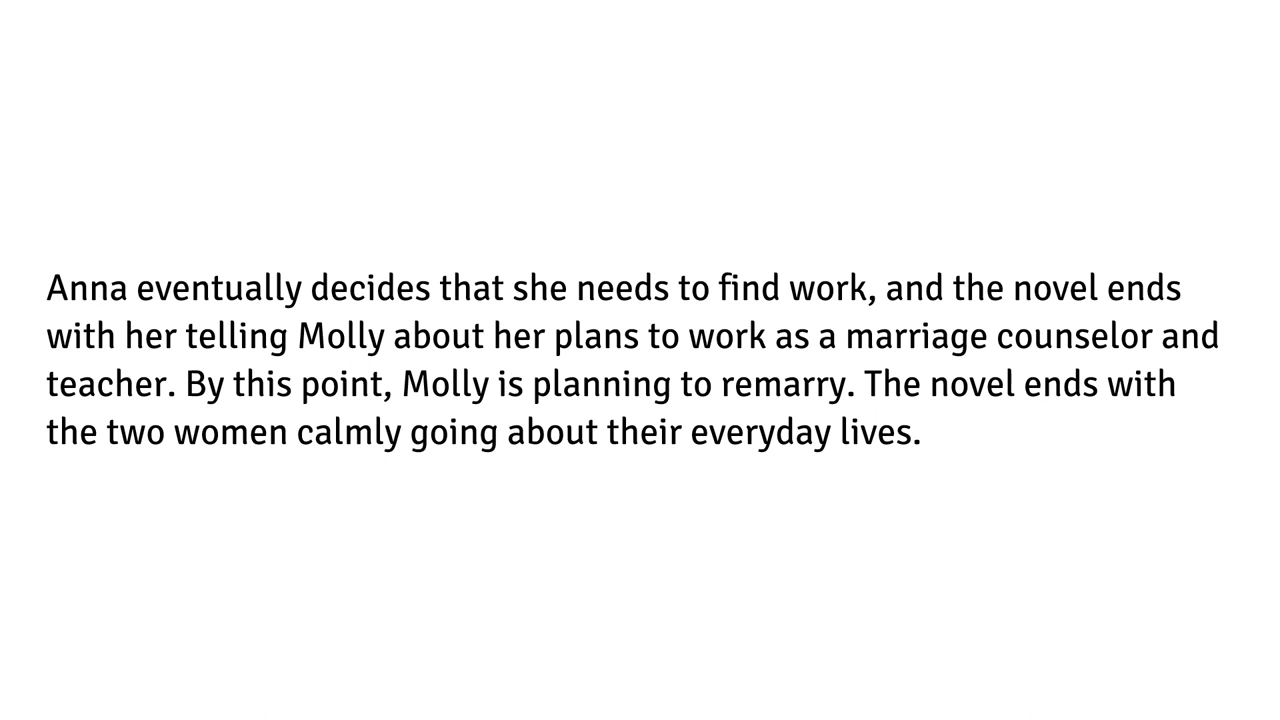 Anna eventually decides that she needs to find work, and the novel ends
with her telling Molly about her plans to work as a marriage counselor and
teacher. By this point, Molly is planning to remarry. The novel ends with
the two women calmly going about their everyday lives.